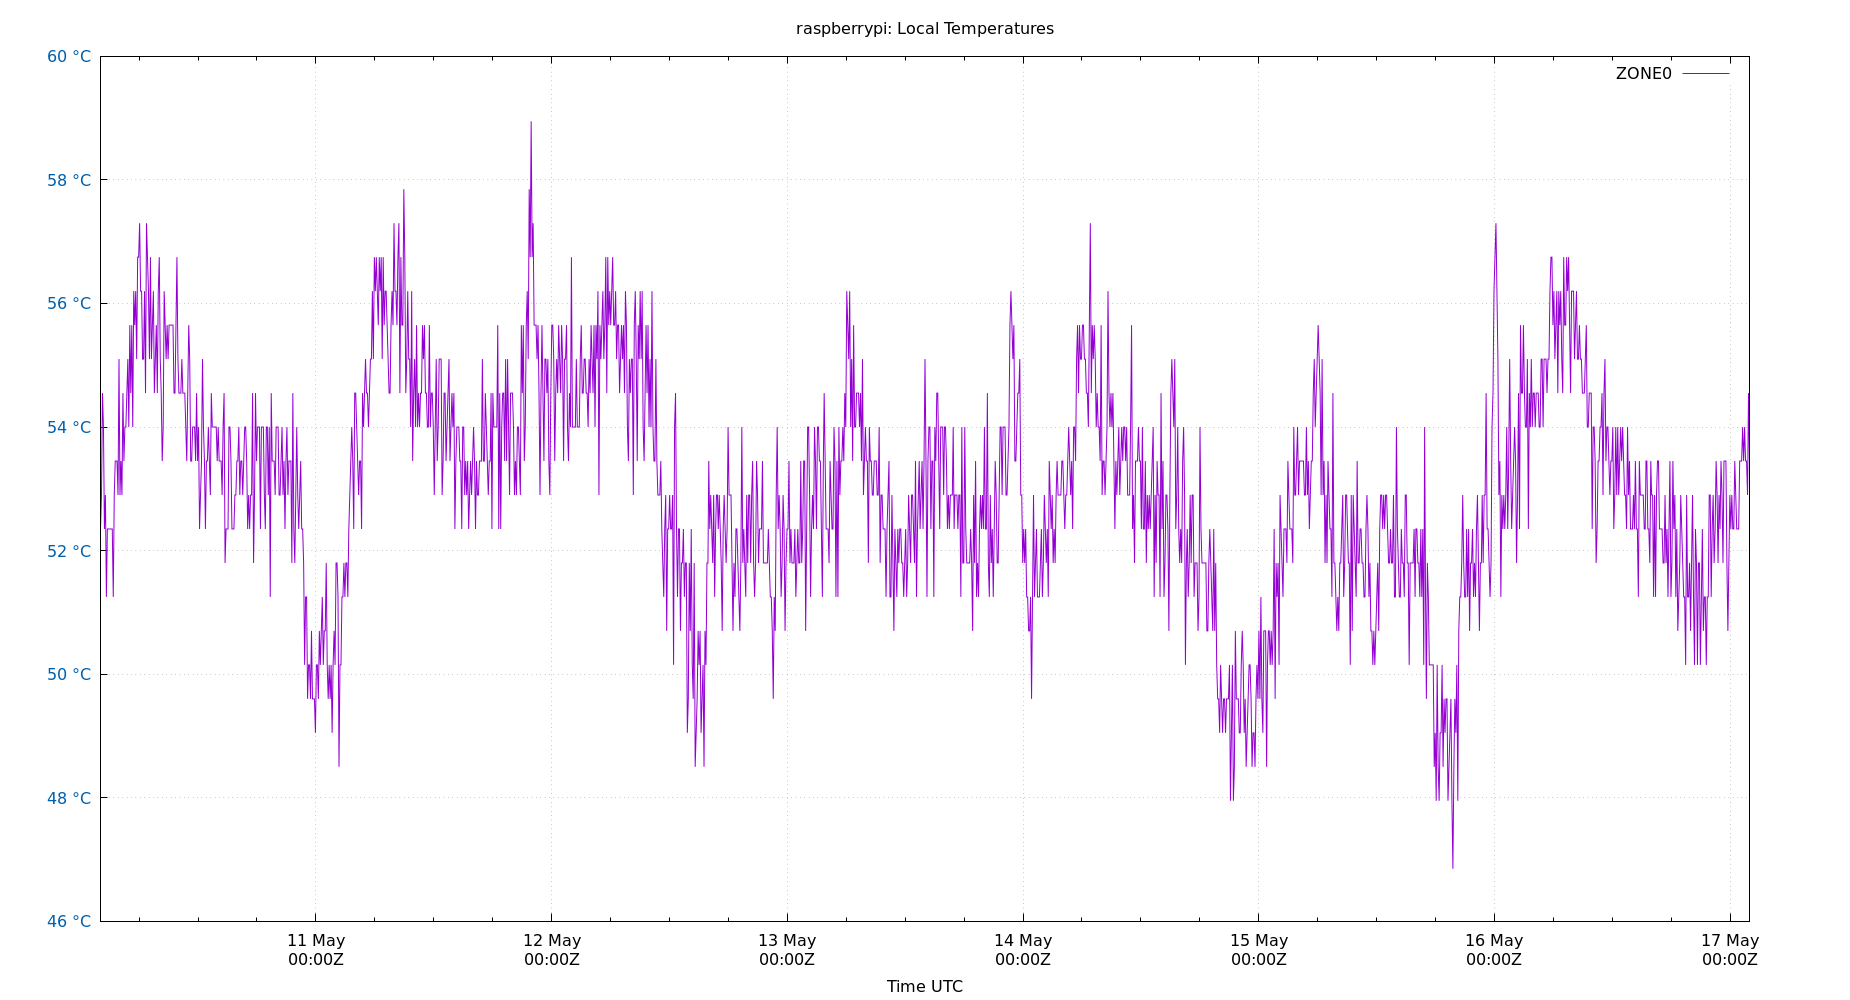 raspberrypi: Local Temperatures
60 °C
ZONE0
58 °C
56 °C
54 °C
52 °C
50 °C
48 °C
46 °C
11 May 12 May 13 May 14 May 15 May 16 May 17 May
00:00Z 00:00Z 00:00Z 00:00Z 00:00Z 00:00Z 00:00Z
Time UTC